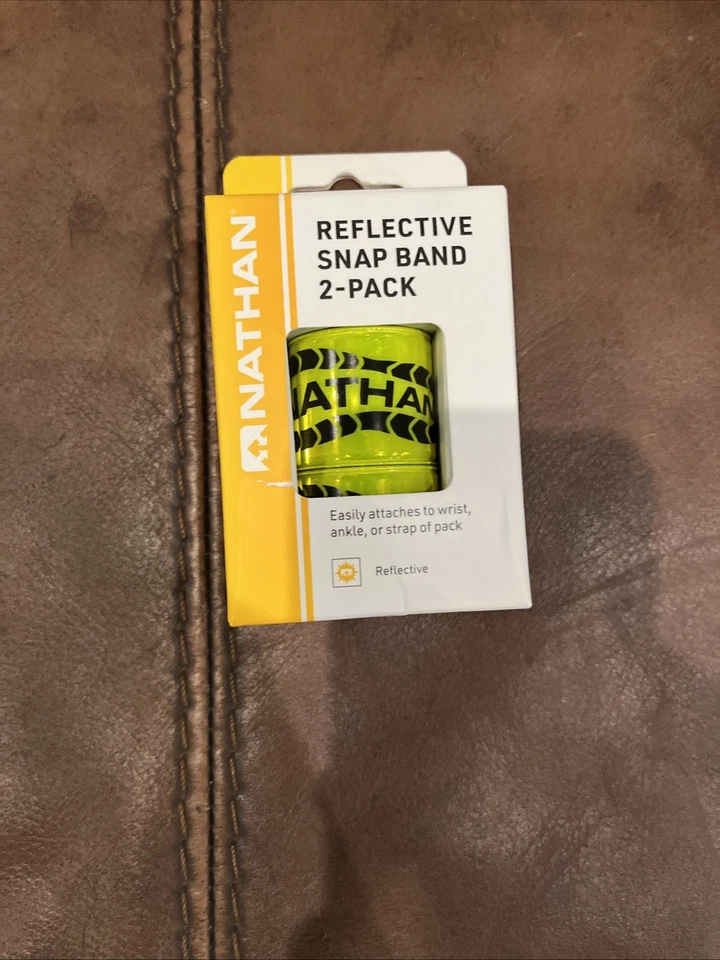 NATHAN®
REFLECTIVE
SNAP BAND
2-PACK
NATHAN
Easily attaches to wrist,
ankle, or strap of pack
Reflective